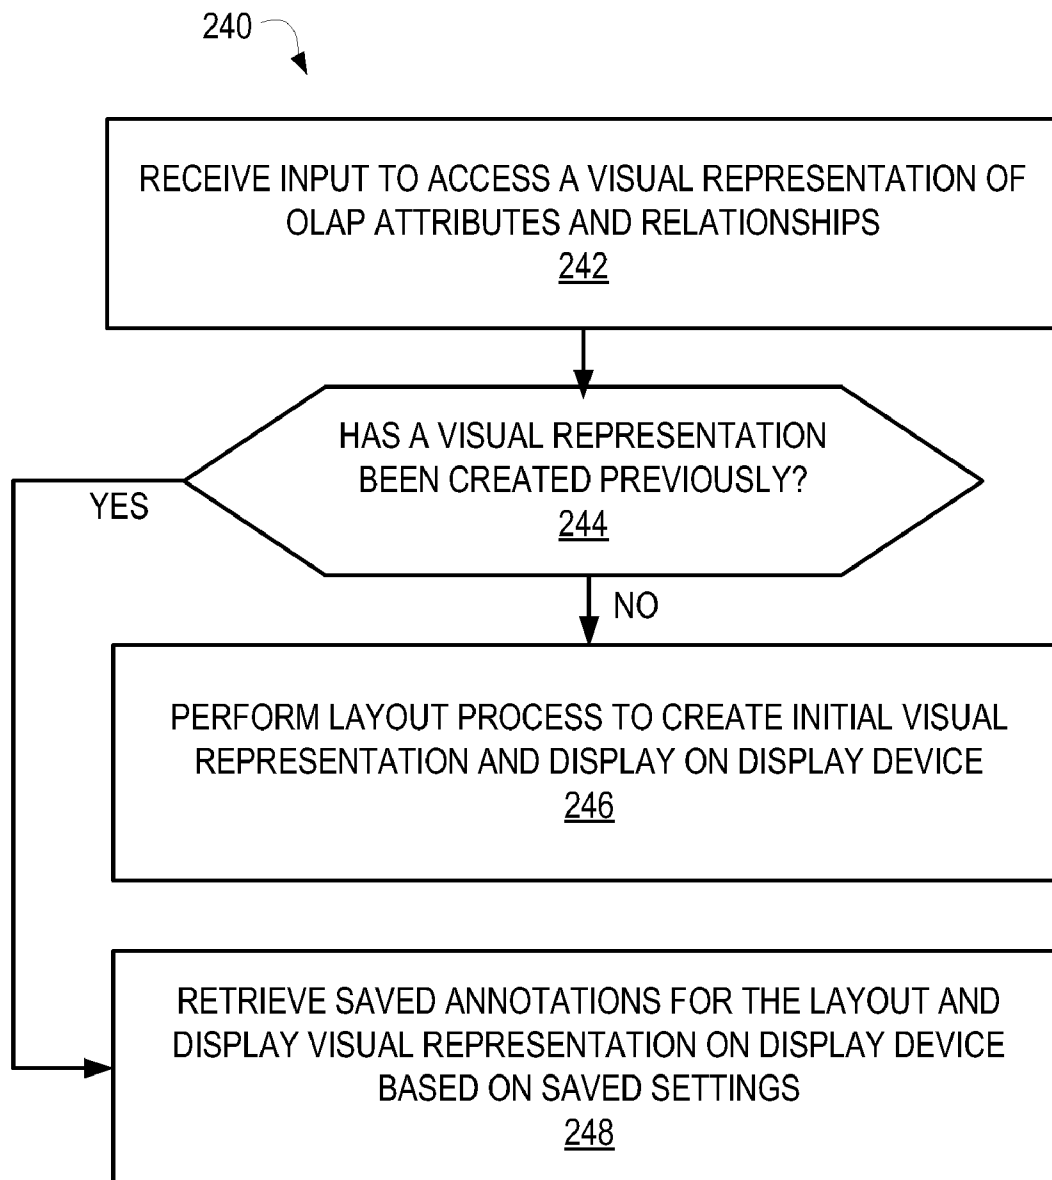 240
RECEIVE INPUT TO ACCESS A VISUAL REPRESENTATION OF
OLAP ATTRIBUTES AND RELATIONSHIPS
242
HAS A VISUAL REPRESENTATION
BEEN CREATED PREVIOUSLY?
244
YES
NO
PERFORM LAYOUT PROCESS TO CREATE INITIAL VISUAL
REPRESENTATION AND DISPLAY ON DISPLAY DEVICE
246
RETRIEVE SAVED ANNOTATIONS FOR THE LAYOUT AND
DISPLAY VISUAL REPRESENTATION ON DISPLAY DEVICE
BASED ON SAVED SETTINGS
248